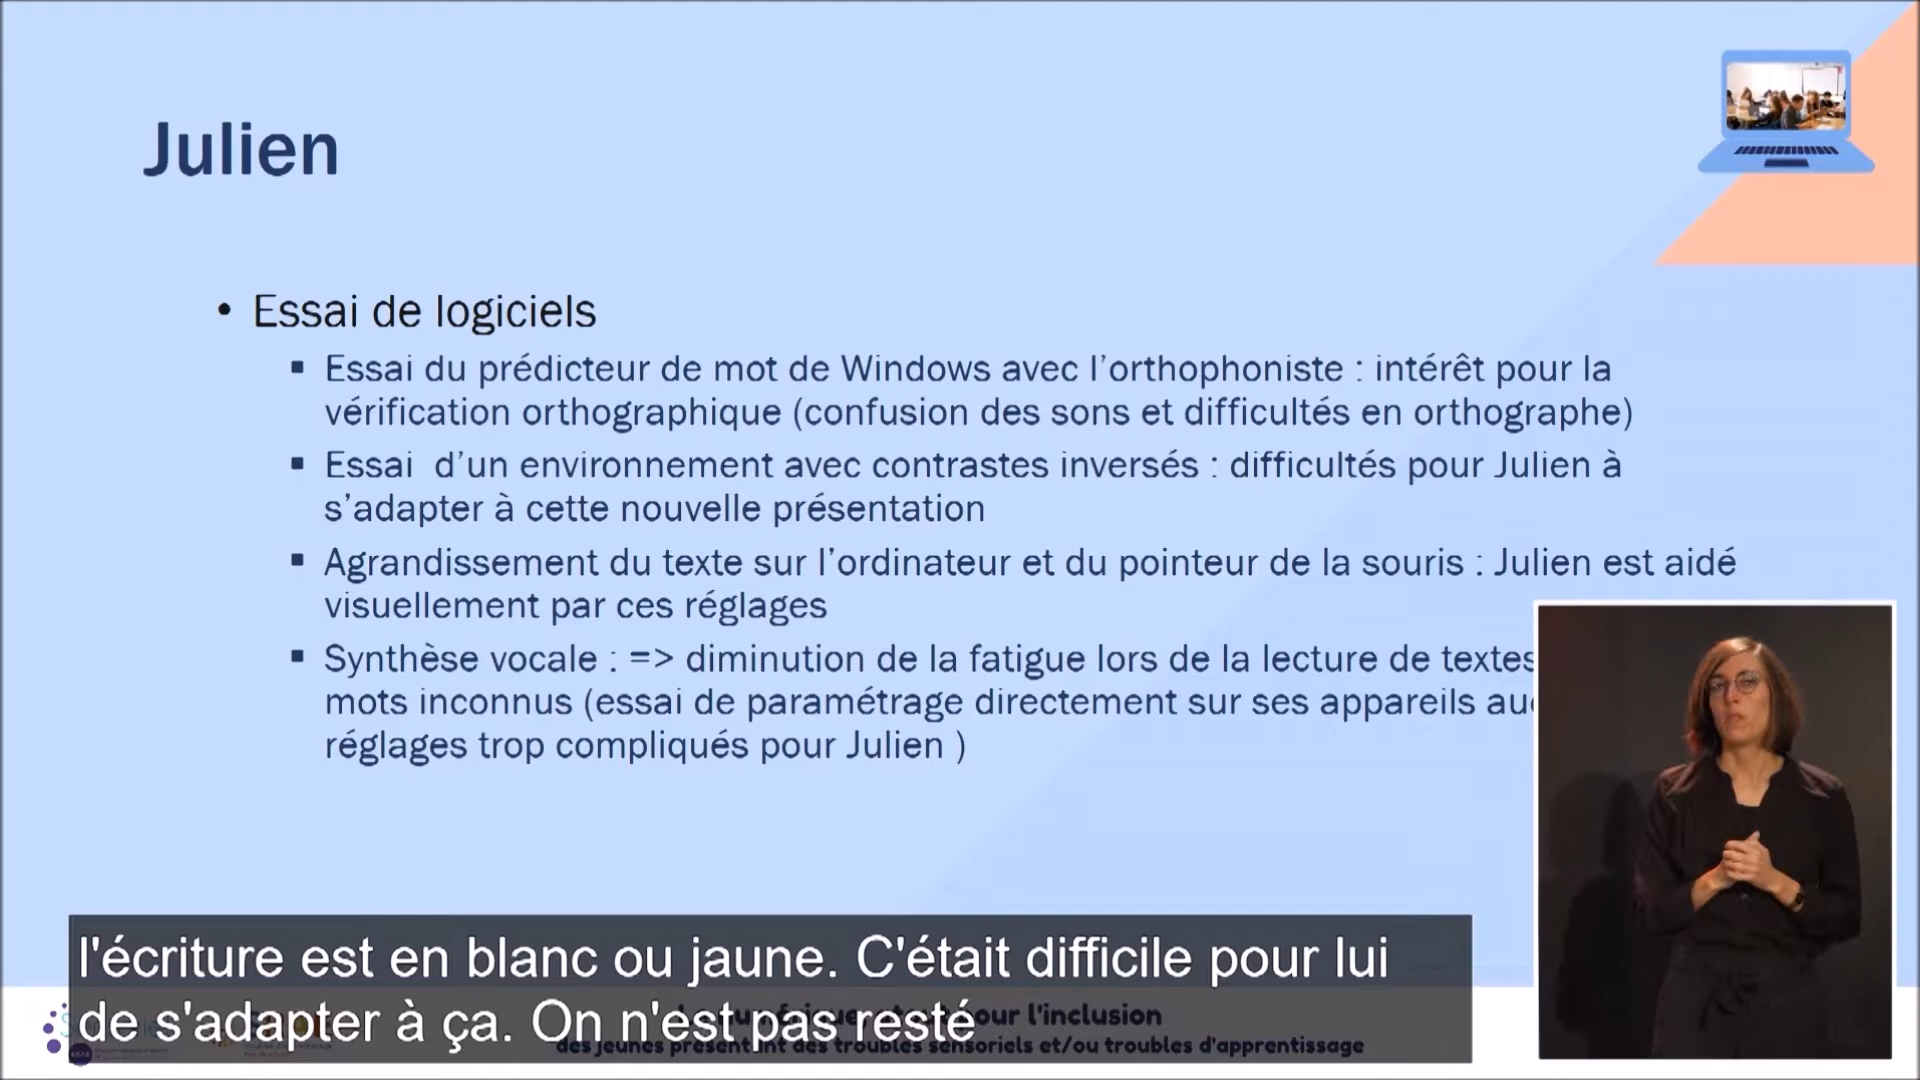 Julien
• Essai de logiciels
▪ Essai du prédicteur de mot de Windows avec l'orthophoniste : intérêt pour la
vérification orthographique (confusion des sons et difficultés en orthographe)
▪ Essai d'un environnement avec contrastes inversés : difficultés pour Julien à
s'adapter à cette nouvelle présentation
▪ Agrandissement du texte sur l'ordinateur et du pointeur de la souris : Julien est aidé
visuellement par ces réglages
▪ Synthèse vocale : => diminution de la fatigue lors de la lecture de textes
mots inconnus (essai de paramétrage directement sur ses appareils
réglages trop compliqués pour Julien )
l'écriture est en blanc ou jaune. C'était difficile pour lui
de s'adapter à ça. On n'est pas resté
pour l'inclusion
des jeunes présentant des troubles sensoriels et/ou troubles d'apprentissage